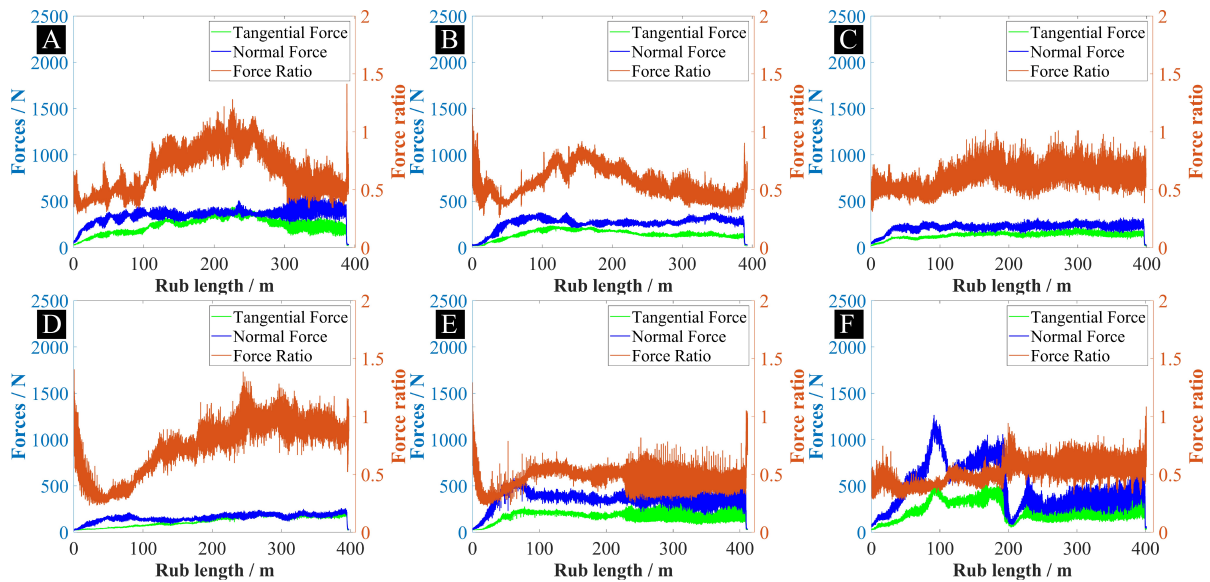 A
Tangential Force
Normal Force
Force Ratio
Forces / N
Force ratio
Rub length / m
0
500
1000
1500
2000
2500
0
0.5
1
1.5
2
0
100
200
300
400
B
Tangential Force
Normal Force
Force Ratio
Forces / N
Force ratio
Rub length / m
0
500
1000
1500
2000
2500
0
0.5
1
1.5
2
0
100
200
300
400
C
Tangential Force
Normal Force
Force Ratio
Forces / N
Force ratio
Rub length / m
0
500
1000
1500
2000
2500
0
0.5
1
1.5
2
0
100
200
300
400
D
Tangential Force
Normal Force
Force Ratio
Forces / N
Force ratio
Rub length / m
0
500
1000
1500
2000
2500
0
0.5
1
1.5
2
0
100
200
300
400
E
Tangential Force
Normal Force
Force Ratio
Forces / N
Force ratio
Rub length / m
0
500
1000
1500
2000
2500
0
0.5
1
1.5
2
0
100
200
300
400
F
Tangential Force
Normal Force
Force Ratio
Forces / N
Force ratio
Rub length / m
0
500
1000
1500
2000
2500
0
0.5
1
1.5
2
0
100
200
300
400